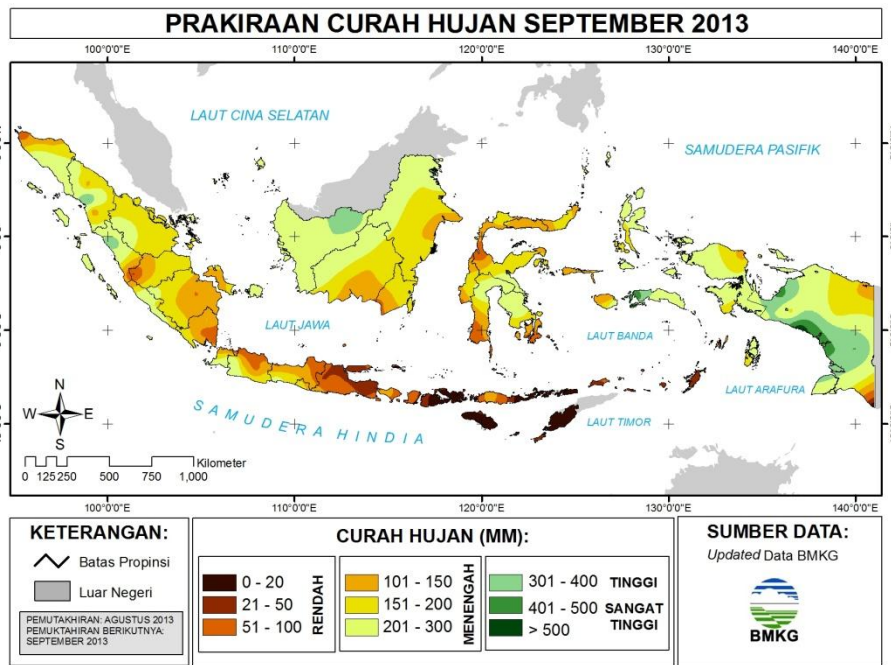 PRAKIRAAN CURAH HUJAN SEPTEMBER 2013
100°0'0"E 110°0'0"E 120°0'0"E 130°0'0"E 140°0'0"E
LAUT CINA SELATAN
SAMUDERA PASIFIK
LAUT JAWA
LAUT BANDA
LAUT ARAFURA
LAUT TIMOR
SAMUDERA HINDIA
N
W E
S
0 125 250 500 750 1,000
Kilometer
100°0'0"E 110°0'0"E 120°0'0"E 130°0'0"E 140°0'0"E
KETERANGAN:
Batas Propinsi
Luar Negeri
PEMUTAKHIRAN: AGUSTUS 2013
PEMUKTAHIRAN BERIKUTNYA:
SEPTEMBER 2013
CURAH HUJAN (MM):
0 - 20
21 - 50
51 - 100
RENDAH
101 - 150
151 - 200
201 - 300
MENENGAH
301 - 400 TINGGI
401 - 500 SANGAT
> 500 TINGGI
SUMBER DATA:
Updated Data BMKG
BMKG